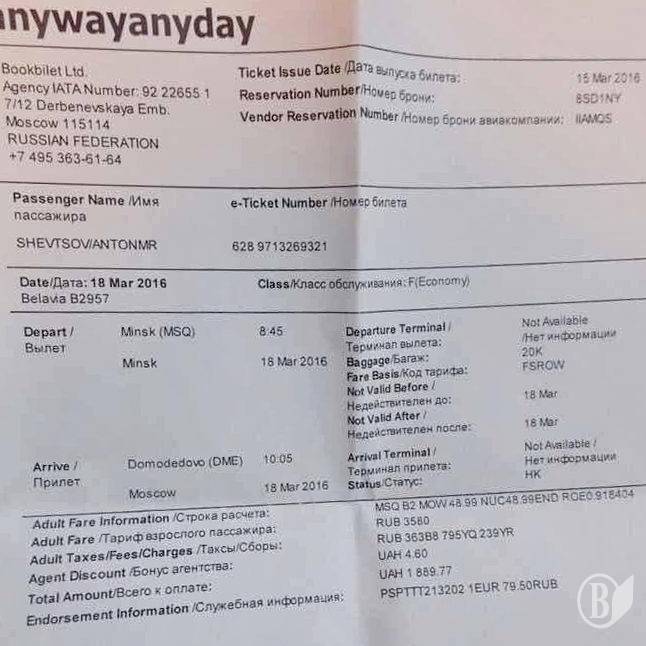 anywayanyday
Bookbilet Ltd.
Agency IATA Number: 92 22655 1
7/12 Derbenevskaya Emb.
Moscow 115114
RUSSIAN FEDERATION
+7 495 363-61-64
Ticket Issue Date /Дата выпуска билета: 15 Mar 2016
Reservation Number/Номер брони: 8SD1NY
Vendor Reservation Number /Номер брони авиакомпании: IIAMQS
Passenger Name /Имя пассажира
e-Ticket Number /Номер билета
SHEVTSOV/ANTONMR 628 9713269321
Date/Дата: 18 Mar 2016 Class/Класс обслуживания: F(Economy)
Belavia B2957
Depart / Вылет
Minsk (MSQ) 8:45
Minsk 18 Mar 2016
Departure Terminal / Терминал вылета: Not Available /Нет информации
Baggage/Багаж: 20K
Fare Basis/Код тарифа: FSROW
Not Valid Before / Недействителен до: 18 Mar
Not Valid After / Недействителен после: 18 Mar
Arrive / Прилет
Domodedovo (DME) 10:05
Moscow 18 Mar 2016
Arrival Terminal / Терминал прилета: Not Available / Нет информации
Status/Статус: HK
Adult Fare Information /Строка расчета: MSQ B2 MOW 48.99 NUC48.99END ROE0.918404
Adult Fare /Тариф взрослого пассажира: RUB 3580
Adult Taxes/Fees/Charges /Таксы/Сборы: RUB 363B8 795YQ 239YR
Agent Discount /Бонус агентства: UAH 4.60
Total Amount/Всего к оплате: UAH 1 889.77
Endorsement Information /Служебная информация: PSPTTT213202 1EUR 79.50RUB
B